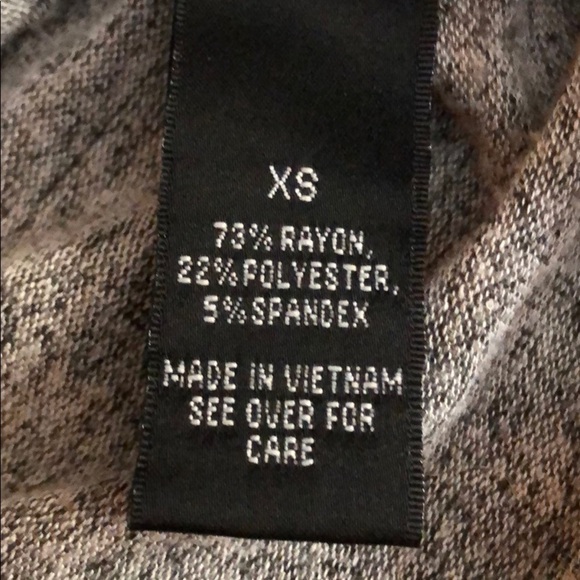 XS
73% RAYON,
22% POLYESTER,
5% SPANDEX
MADE IN VIETNAM
SEE OVER FOR
CARE